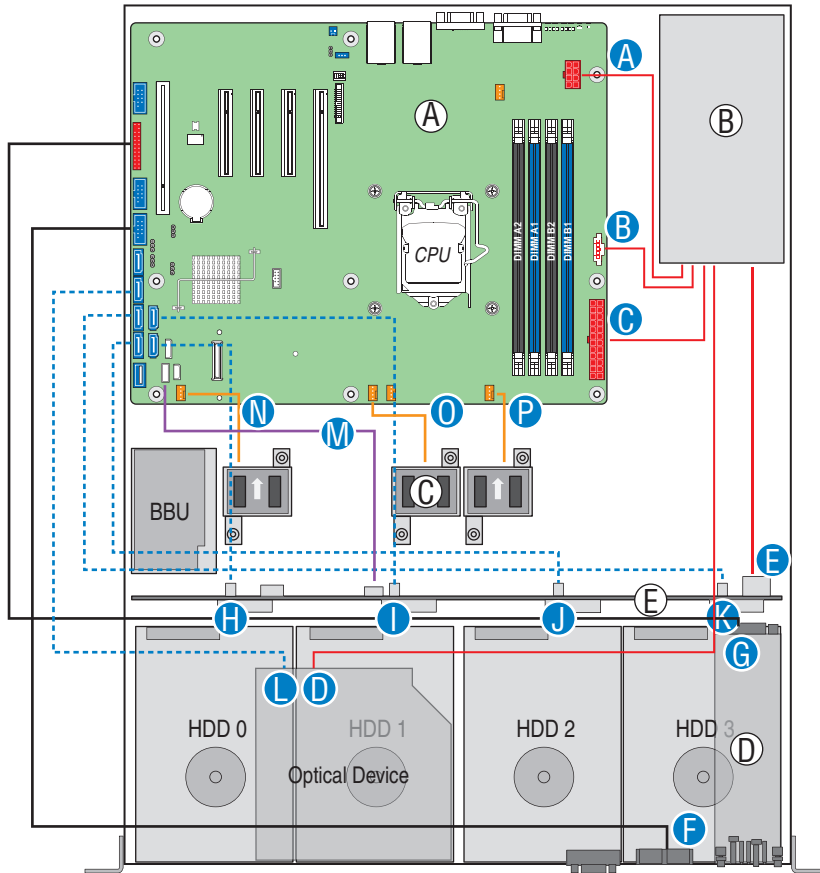 A
A
B
DIMM A2
DIMM A1
DIMM B2
DIMM B1
B
CPU
C
N
M
O
P
BBU
C
E
H
I
J
E
K
G
L
D
HDD 0
HDD 1
HDD 2
HDD 3
D
Optical Device
F